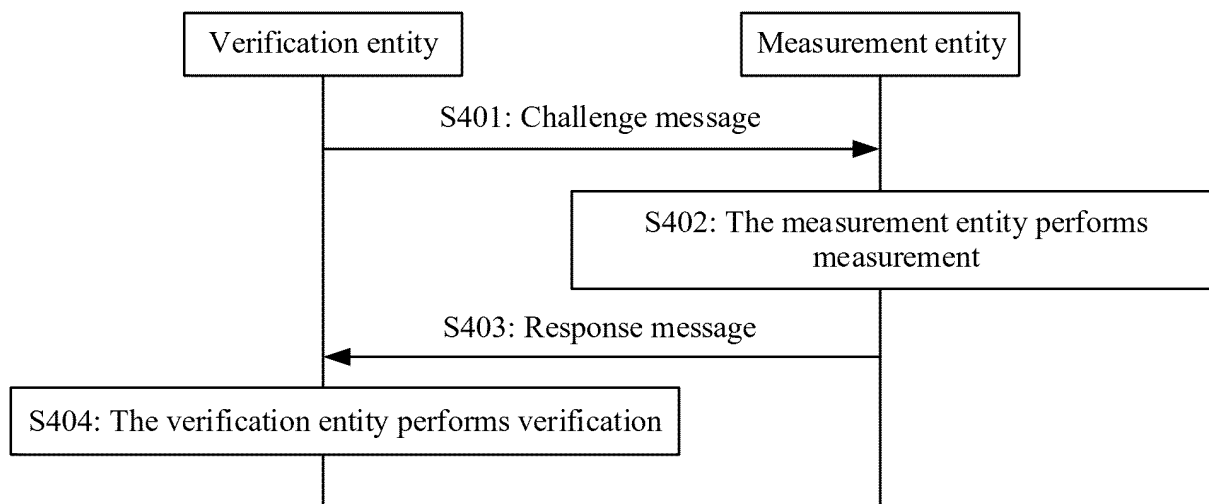 Verification entity
Measurement entity
S401: Challenge message
S402: The measurement entity performs
measurement
S403: Response message
S404: The verification entity performs verification